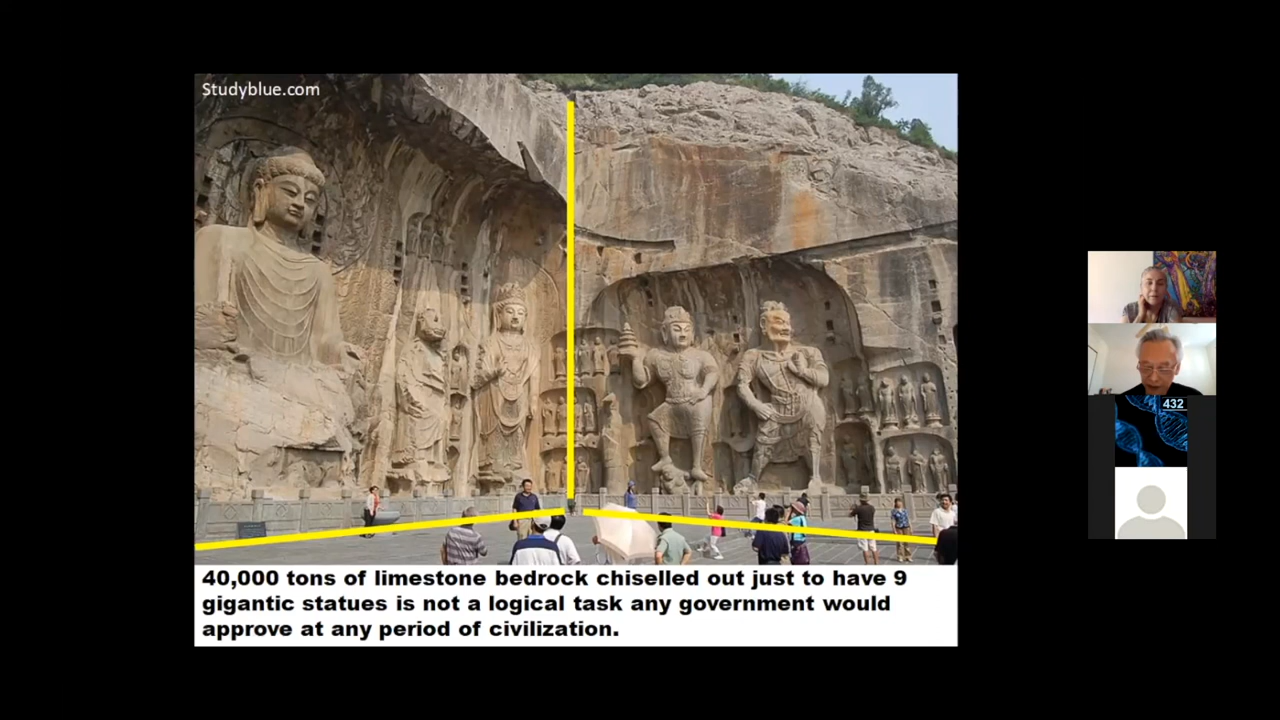 Studyblue.com
432
40,000 tons of limestone bedrock chiselled out just to have 9
gigantic statues is not a logical task any government would
approve at any period of civilization.